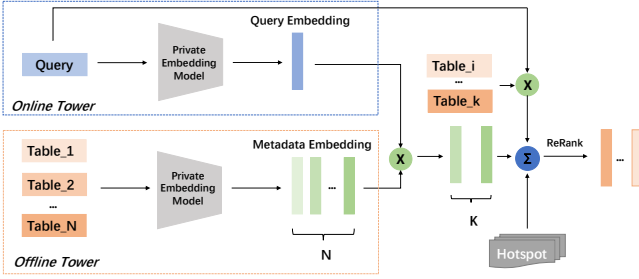 Query
Private
Embedding
Model
Query Embedding
Online Tower
Table_i
...
Table_k
X
Table_1
Table_2
...
Table_N
Private
Embedding
Model
Metadata Embedding
...
N
Offline Tower
X
K
Σ
ReRank
...
Hotspot